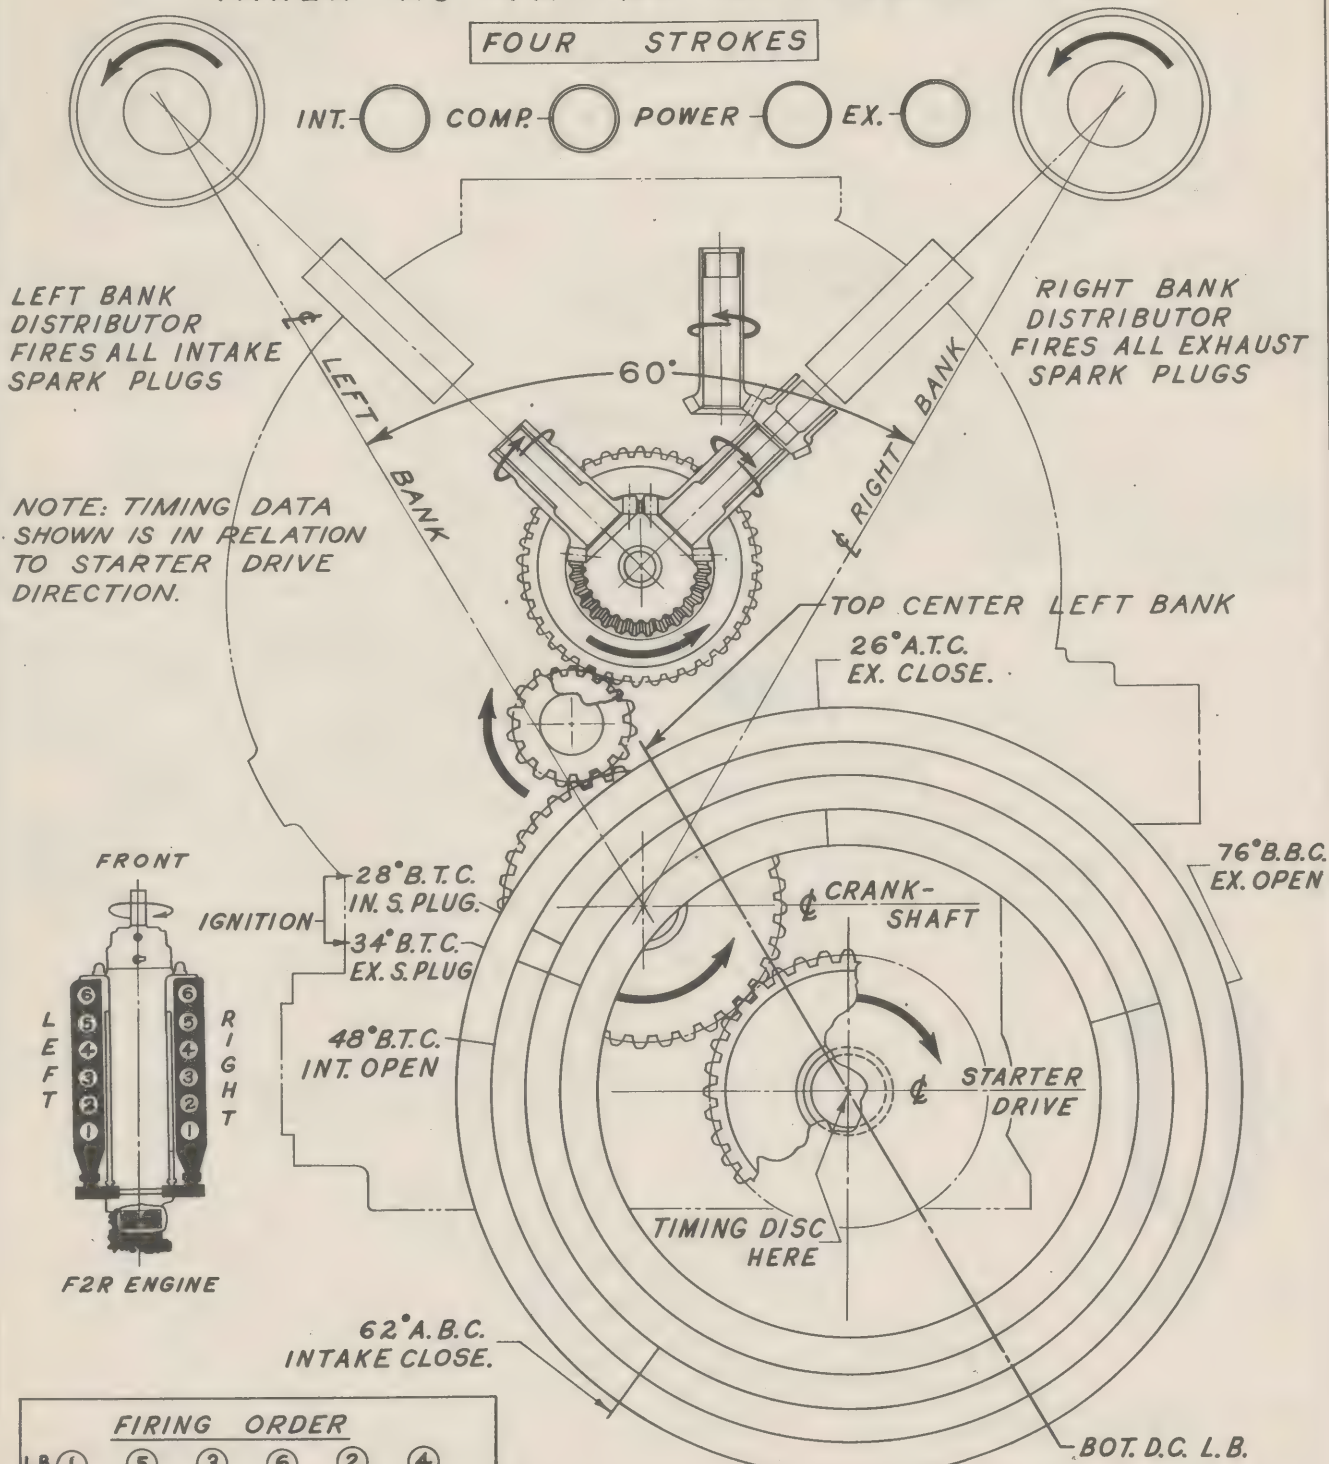 FOUR STROKES
INT. COMP. POWER EX.
LEFT BANK
DISTRIBUTOR
FIRES ALL INTAKE
SPARK PLUGS
RIGHT BANK
DISTRIBUTOR
FIRES ALL EXHAUST
SPARK PLUGS
60°
℄ LEFT BANK
℄ RIGHT BANK
NOTE: TIMING DATA
SHOWN IS IN RELATION
TO STARTER DRIVE
DIRECTION.
TOP CENTER LEFT BANK
26° A.T.C.
EX. CLOSE.
76° B.B.C.
EX. OPEN
FRONT
IGNITION
28° B.T.C.
IN. S. PLUG.
34° B.T.C.
EX. S. PLUG
℄ CRANK-
SHAFT
LEFT
6
5
4
3
2
1
RIGHT
6
5
4
3
2
1
48° B.T.C.
INT. OPEN
℄ STARTER
DRIVE
TIMING DISC
HERE
F2R ENGINE
62° A.B.C.
INTAKE CLOSE.
FIRING ORDER
L.B. 1 5 3 6 2 4
BOT. D.C. L.B.